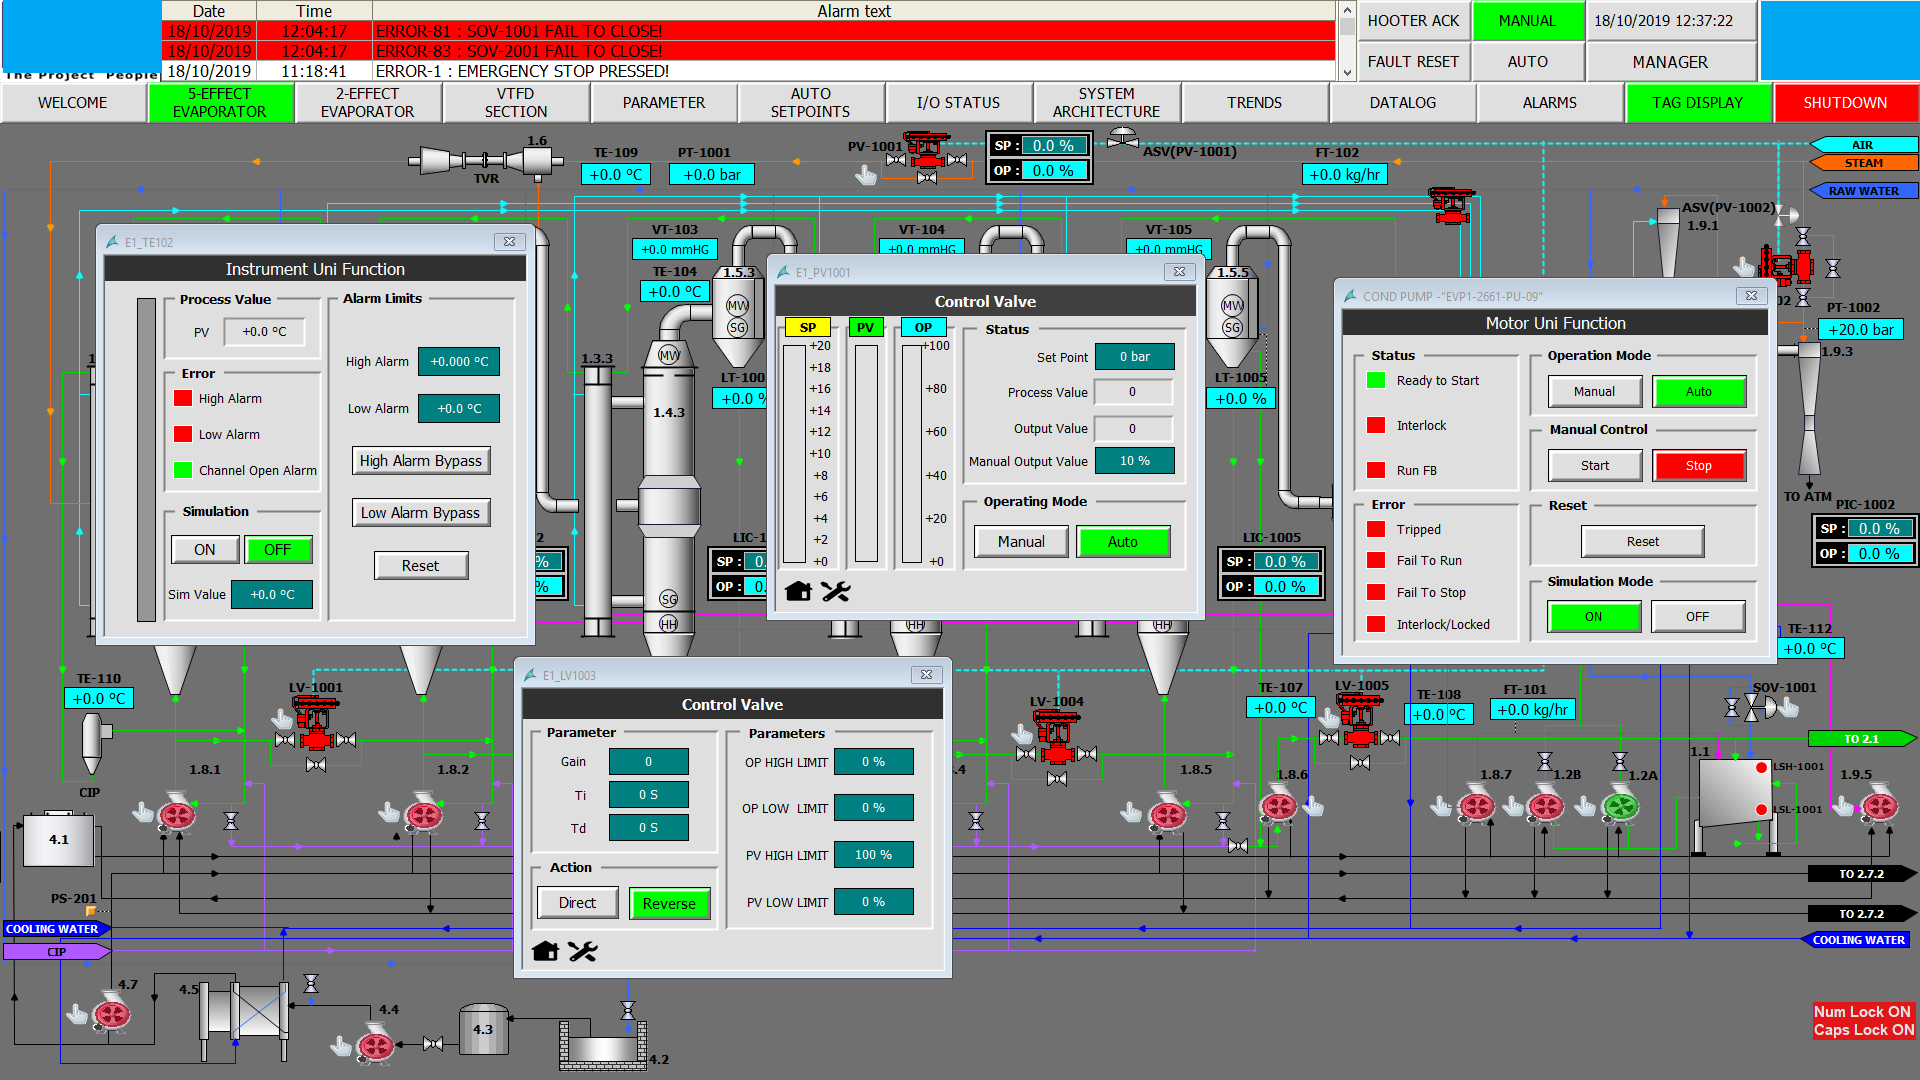 Date Time Alarm text
18/10/2019 12:04:17 ERROR-81 : SOV-1001 FAIL TO CLOSE!
18/10/2019 12:04:17 ERROR-83 : SOV-2001 FAIL TO CLOSE!
18/10/2019 11:18:41 ERROR-1 : EMERGENCY STOP PRESSED!
The Project People
HOOTER ACK MANUAL 18/10/2019 12:37:22
FAULT RESET AUTO MANAGER
WELCOME
5-EFFECT
EVAPORATOR
2-EFFECT
EVAPORATOR
VTFD
SECTION
PARAMETER
AUTO
SETPOINTS
I/O STATUS
SYSTEM
ARCHITECTURE
TRENDS
DATALOG
ALARMS
TAG DISPLAY
SHUTDOWN
1.6
TVR
TE-109
+0.0 °C
PT-1001
+0.0 bar
PV-1001
SP : 0.0 %
OP : 0.0 %
ASV(PV-1001)
FT-102
+0.0 kg/hr
AIR
STEAM
RAW WATER
ASV(PV-1002)
1.9.1
VT-103
+0.0 mmHG
TE-104
+0.0 °C
1.5.3
MW
SG
VT-104
+0.0 mmHG
VT-105
+0.0 mmHG
1.5.5
MW
SG
PT-1002
+20.0 bar
1.9.3
TO ATM
PIC-1002
SP : 0.0 %
OP : 0.0 %
E1_TE102
Instrument Uni Function
Process Value
PV +0.0 °C
Error
High Alarm
Low Alarm
Channel Open Alarm
Simulation
ON OFF
Sim Value +0.0 °C
Alarm Limits
High Alarm +0.000 °C
Low Alarm +0.0 °C
High Alarm Bypass
Low Alarm Bypass
Reset
1.3.3
MW
1.4.3
SG
HH
E1_PV1001
Control Valve
SP PV OP
+20
+18
+16
+14
+12
+10
+8
+6
+4
+2
+0
+100
+80
+60
+40
+20
+0
Status
Set Point 0 bar
Process Value 0
Output Value 0
Manual Output Value 10 %
Operating Mode
Manual Auto
HH
HH
LT-1005
+0.0 %
LIC-1005
SP : 0.0 %
OP : 0.0 %
COND PUMP -"EVP1-2661-PU-09"
Motor Uni Function
Status
Ready to Start
Interlock
Run FB
Error
Tripped
Fail To Run
Fail To Stop
Interlock/Locked
Operation Mode
Manual Auto
Manual Control
Start Stop
Reset
Reset
Simulation Mode
ON OFF
TE-112
+0.0 °C
E1_LV1003
Control Valve
Parameter
Gain 0
Ti 0 S
Td 0 S
Action
Direct Reverse
Parameters
OP HIGH LIMIT 0 %
OP LOW LIMIT 0 %
PV HIGH LIMIT 100 %
PV LOW LIMIT 0 %
TE-110
+0.0 °C
CIP
LV-1001
1.8.1
1.8.2
LV-1004
1.8.5
TE-107
+0.0 °C
LV-1005
1.8.6
TE-108
+0.0 °C
FT-101
+0.0 kg/hr
1.8.7
1.2B
1.2A
1.1
SOV-1001
LSH-1001
LSL-1001
1.9.5
TO 2.1
TO 2.7.2
TO 2.7.2
COOLING WATER
4.1
PS-201
COOLING WATER
CIP
4.7
4.5
4.4
4.3
4.2
Num Lock ON
Caps Lock ON